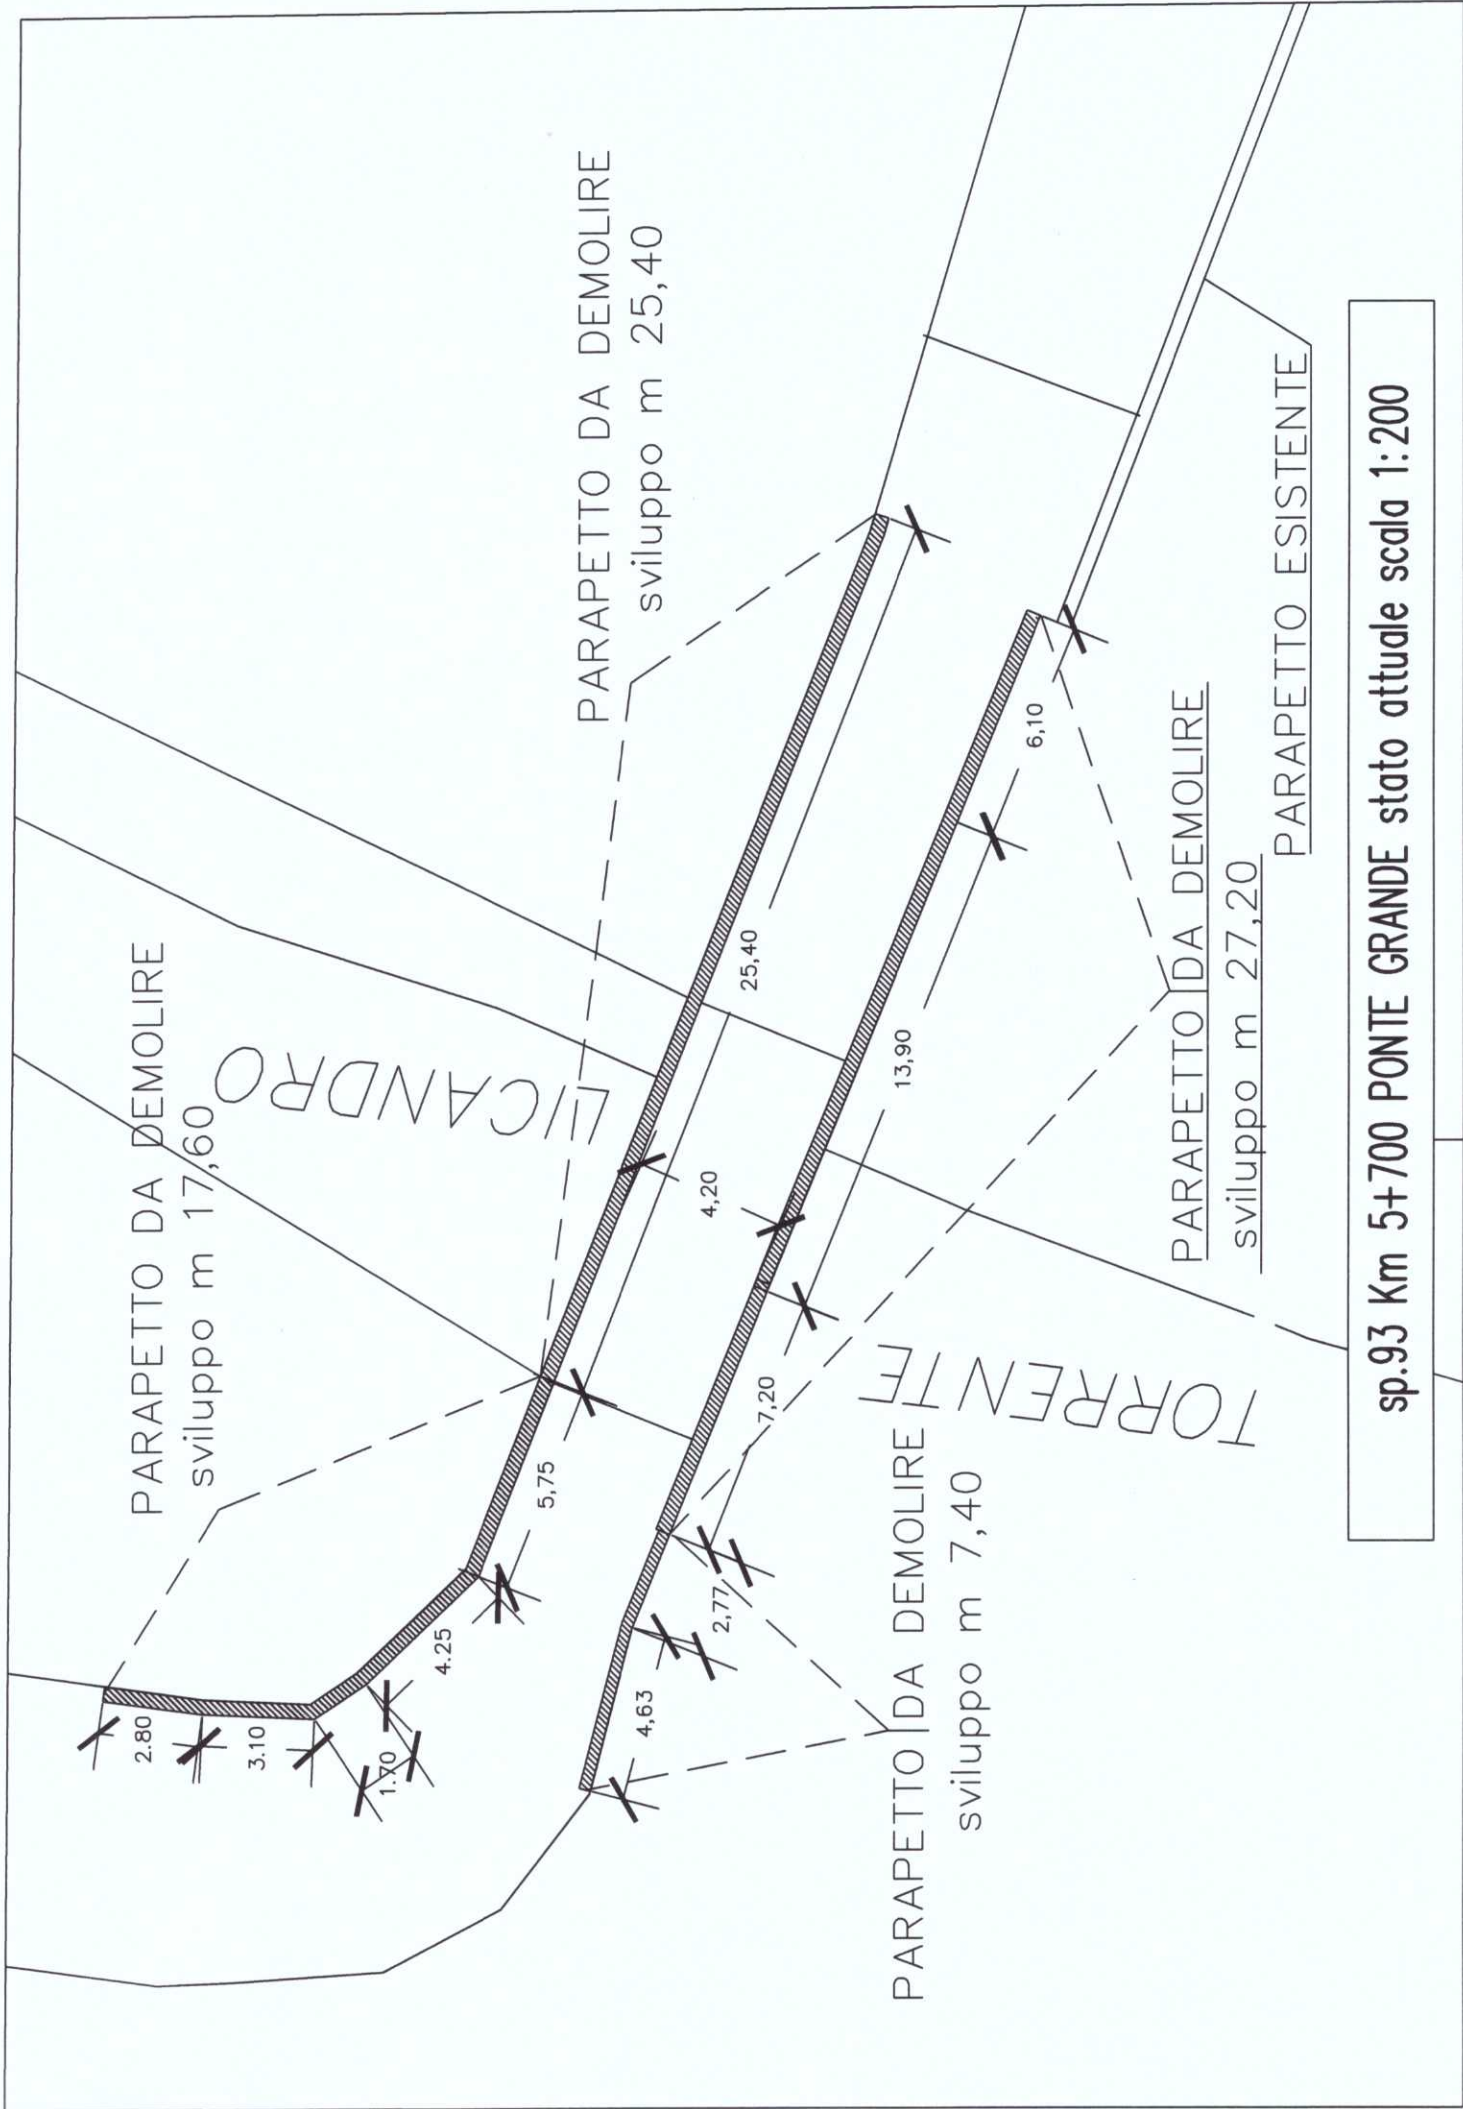 PARAPETTO DA DEMOLIRE
sviluppo m 17,60
PARAPETTO DA DEMOLIRE
sviluppo m 25,40
LICANDRO
2.80
3.10
1.70
4.25
5,75
25,40
4,20
4,63
2,77
7,20
13,90
6,10
TORRENTE
PARAPETTO DA DEMOLIRE
sviluppo m 7,40
PARAPETTO DA DEMOLIRE
sviluppo m 27,20
PARAPETTO ESISTENTE
sp.93 Km 5+700 PONTE GRANDE stato attuale scala 1:200